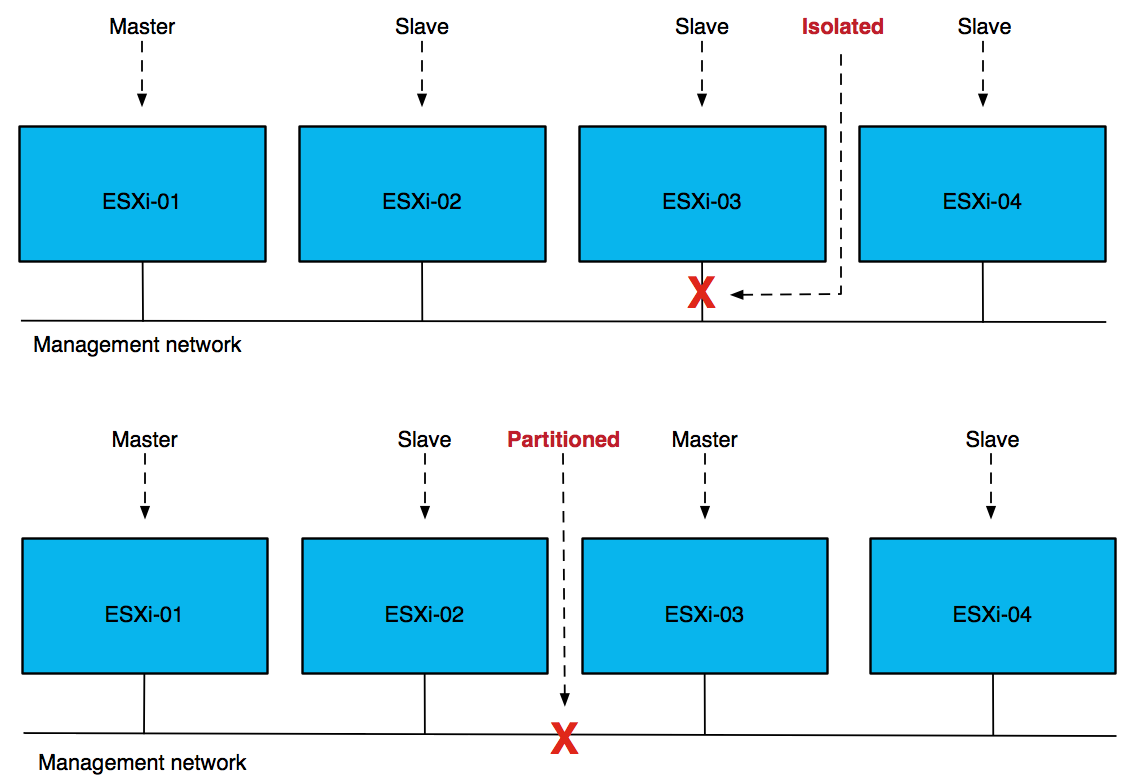 Master
Slave
Slave
Isolated
Slave
ESXi-01
ESXi-02
ESXi-03
ESXi-04
X
Management network
Master
Slave
Partitioned
Master
Slave
ESXi-01
ESXi-02
ESXi-03
ESXi-04
X
Management network